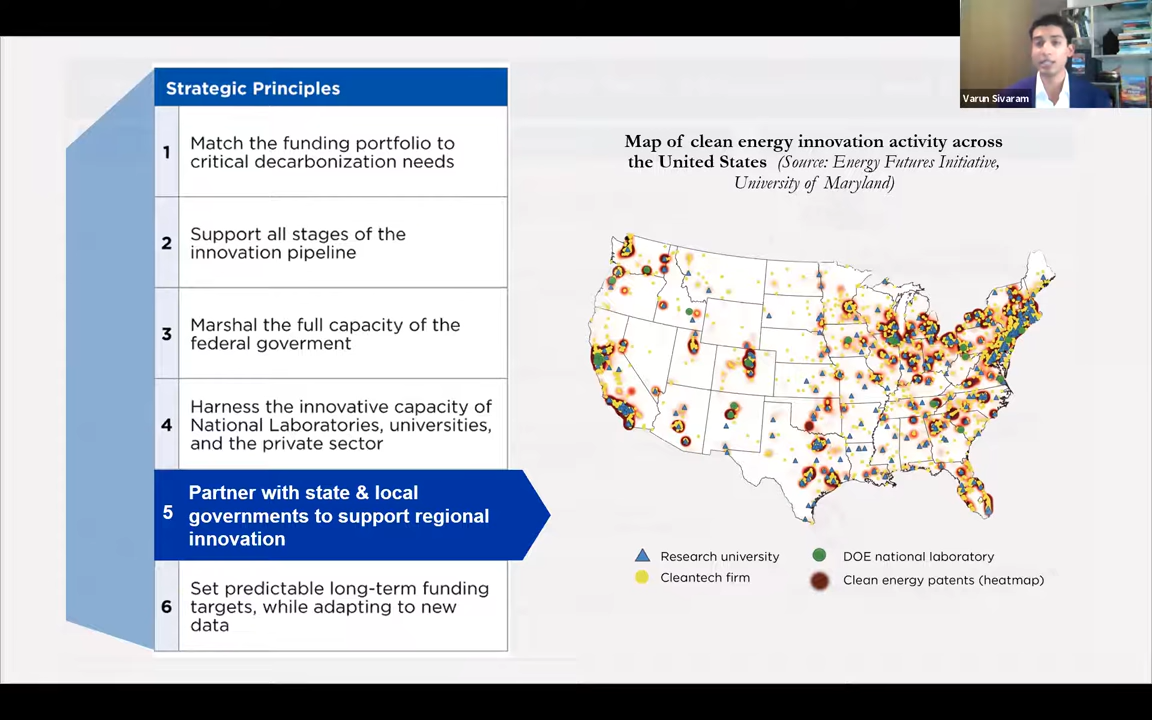 Varun Sivaram
Strategic Principles
1
Match the funding portfolio to
critical decarbonization needs
2
Support all stages of the
innovation pipeline
3
Marshal the full capacity of the
federal goverment
4
Harness the innovative capacity of
National Laboratories, universities,
and the private sector
5
Partner with state & local
governments to support regional
innovation
6
Set predictable long-term funding
targets, while adapting to new
data
Map of clean energy innovation activity across
the United States (Source: Energy Futures Initiative,
University of Maryland)
Research university
DOE national laboratory
Cleantech firm
Clean energy patents (heatmap)